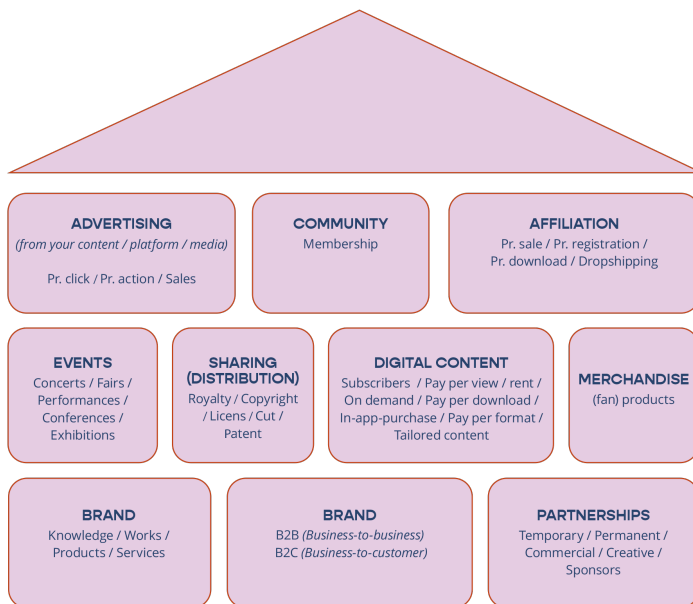 ADVERTISING
(from your content / platform / media)
Pr. click / Pr. action / Sales
COMMUNITY
Membership
AFFILIATION
Pr. sale / Pr. registration /
Pr. download / Dropshipping
EVENTS
Concerts / Fairs /
Performances /
Conferences /
Exhibitions
SHARING
(DISTRIBUTION)
Royalty / Copyright
/ Licens / Cut /
Patent
DIGITAL CONTENT
Subscribers / Pay per view / rent /
On demand / Pay per download /
In-app-purchase / Pay per format /
Tailored content
MERCHANDISE
(fan) products
BRAND
Knowledge / Works /
Products / Services
BRAND
B2B (Business-to-business)
B2C (Business-to-customer)
PARTNERSHIPS
Temporary / Permanent /
Commercial / Creative /
Sponsors